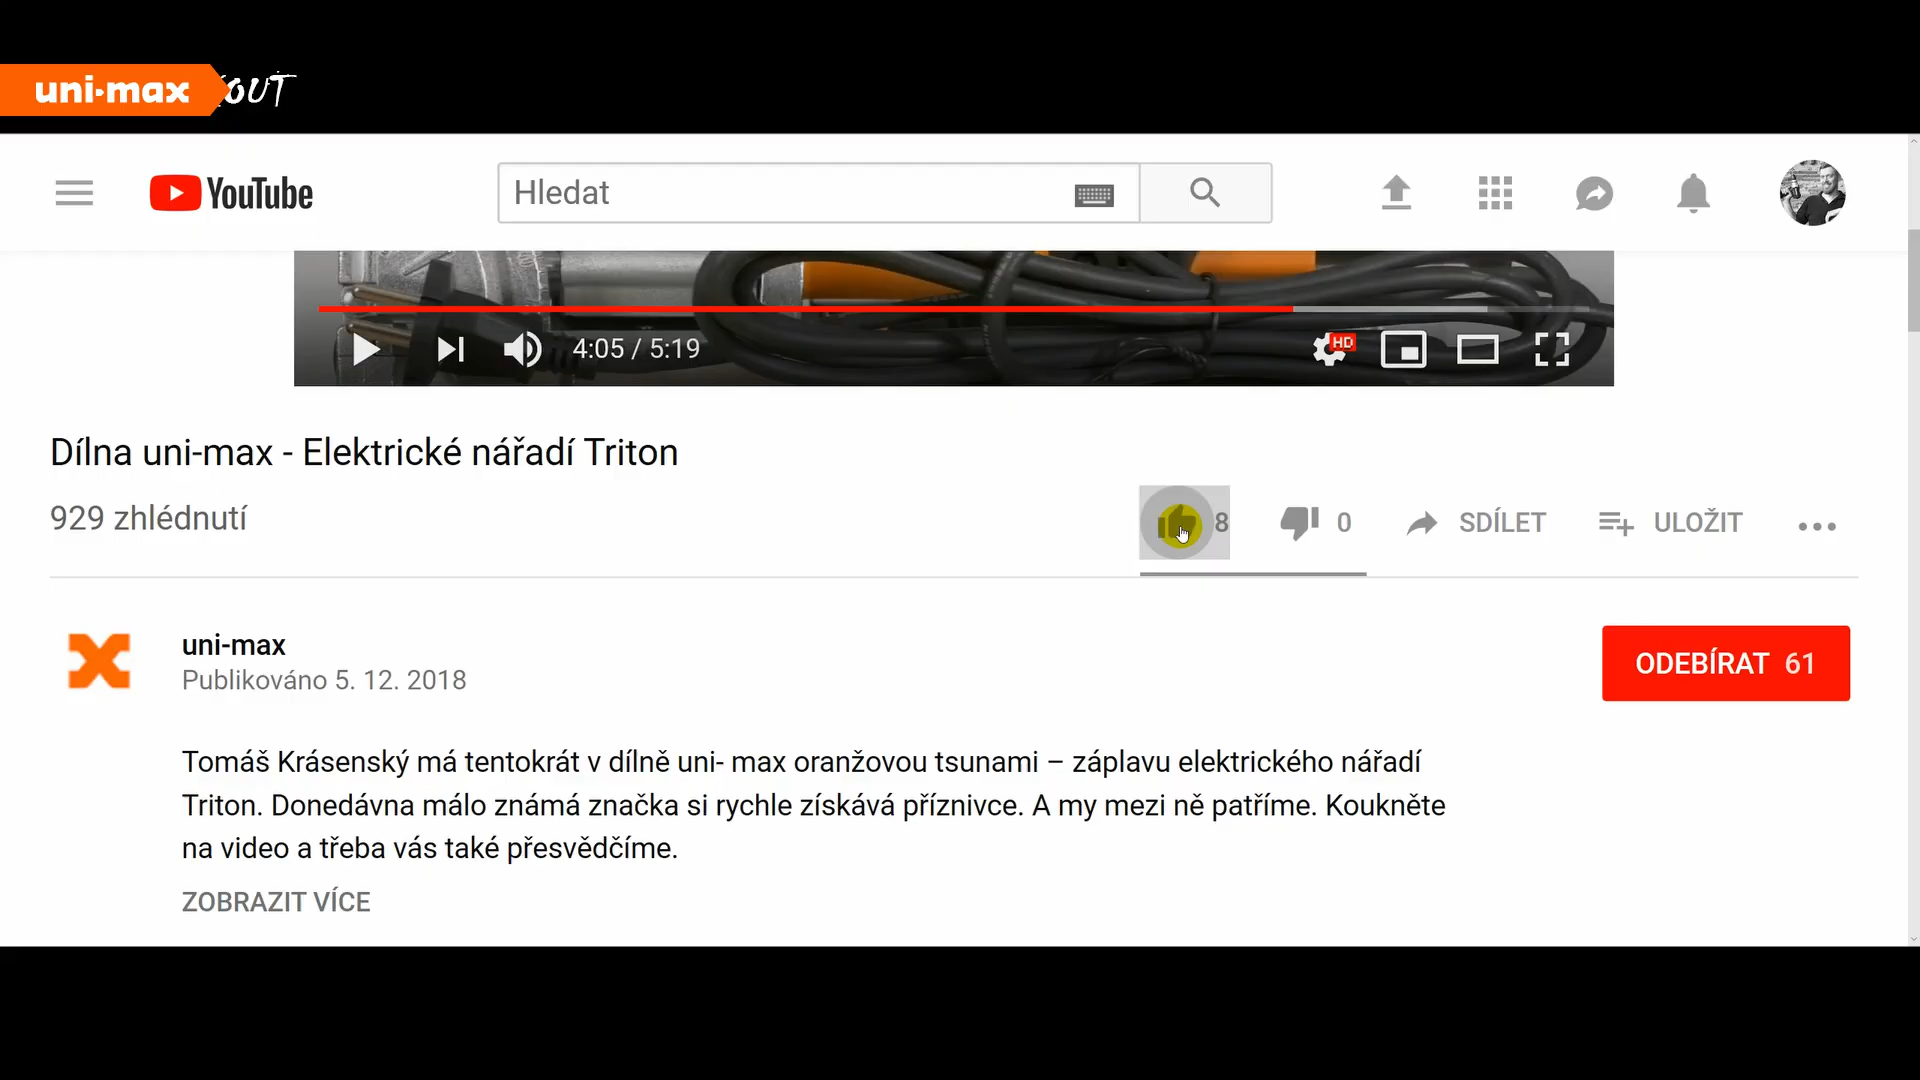 uni-max
OUT
YouTube
Hledat
4:05 / 5:19
HD
Dílna uni-max - Elektrické nářadí Triton
929 zhlédnutí
8
0
SDÍLET
ULOŽIT
uni-max
Publikováno 5. 12. 2018
ODEBÍRAT 61
Tomáš Krásenský má tentokrát v dílně uni- max oranžovou tsunami – záplavu elektrického nářadí
Triton. Donedávna málo známá značka si rychle získává příznivce. A my mezi ně patříme. Koukněte
na video a třeba vás také přesvědčíme.
ZOBRAZIT VÍCE